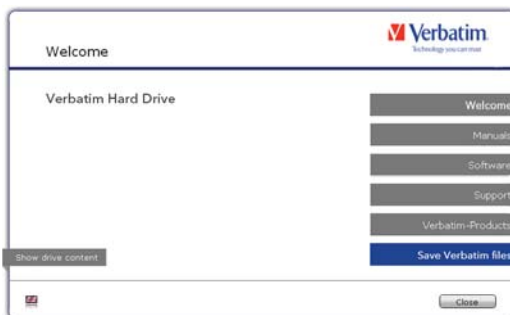 Welcome
Verbatim
Technology you can trust
Verbatim Hard Drive
Welcome
Manuals
Software
Support
Verbatim-Products
Show drive content
Save Verbatim files
Close